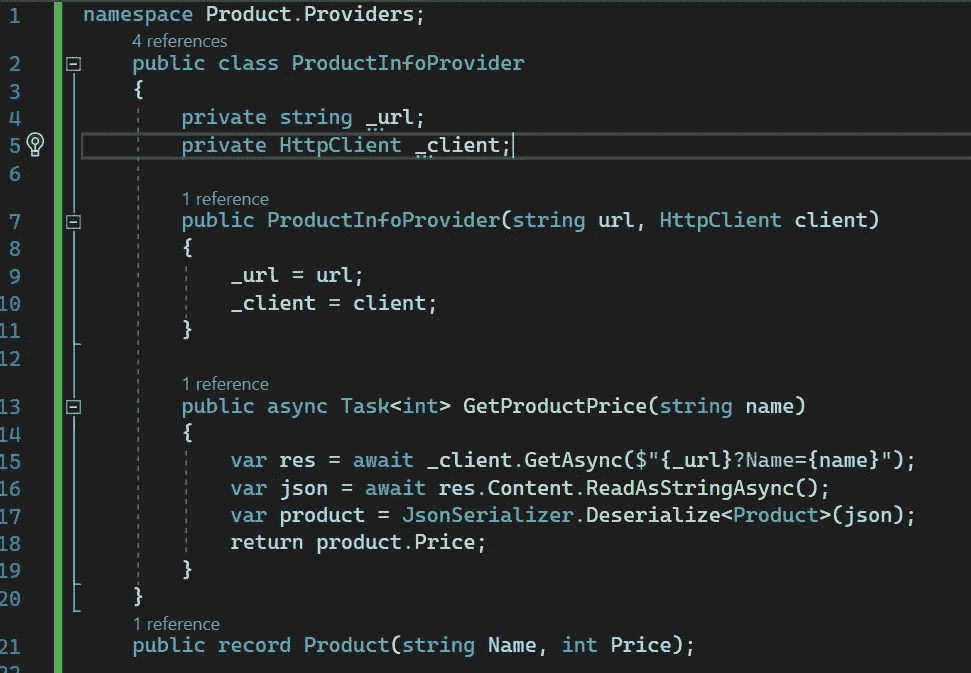 1 namespace Product.Providers;
4 references
2 public class ProductInfoProvider
3 {
4 private string _url;
5 private HttpClient _client;
6
1 reference
7 public ProductInfoProvider(string url, HttpClient client)
8 {
9 _url = url;
10 _client = client;
11 }
12
1 reference
13 public async Task<int> GetProductPrice(string name)
14 {
15 var res = await _client.GetAsync($"{_url}?Name={name}");
16 var json = await res.Content.ReadAsStringAsync();
17 var product = JsonSerializer.Deserialize<Product>(json);
18 return product.Price;
19 }
20 }
1 reference
21 public record Product(string Name, int Price);
22